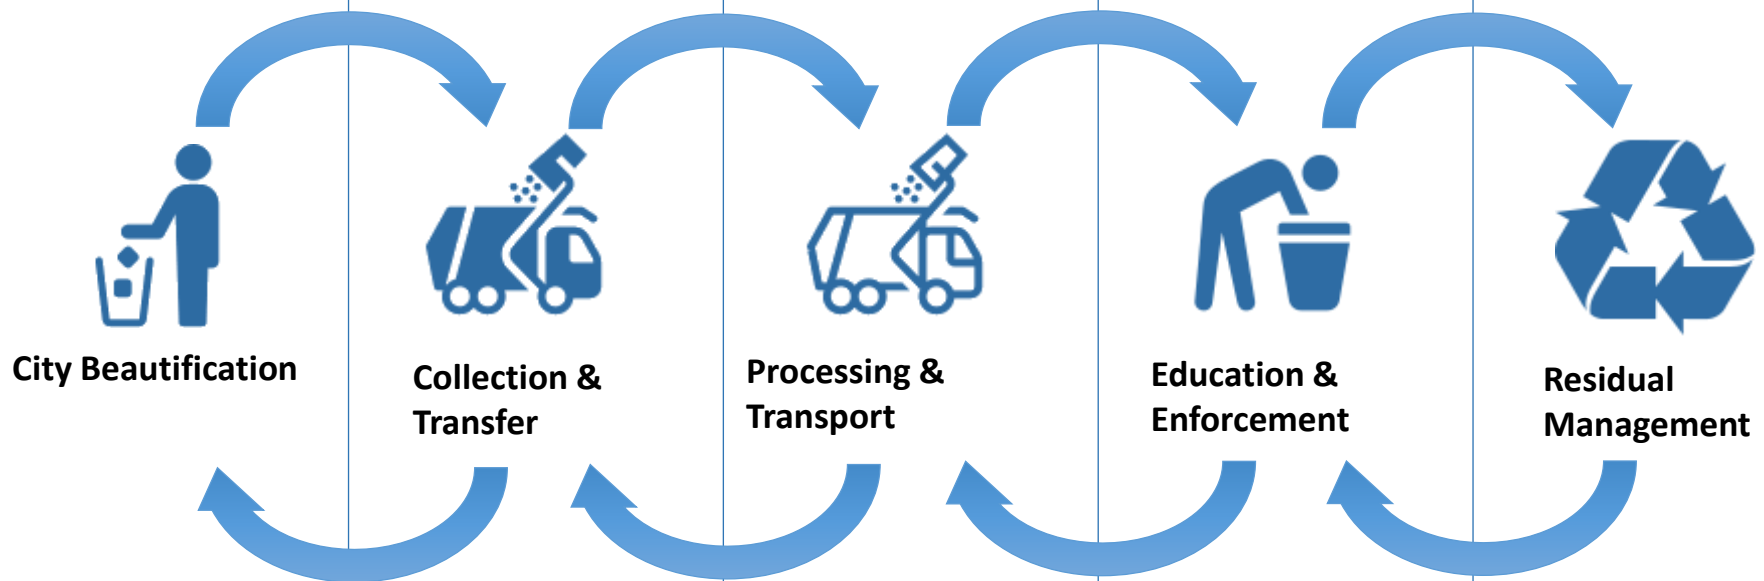 City Beautification
Collection &
Transfer
Processing &
Transport
Education &
Enforcement
Residual
Management